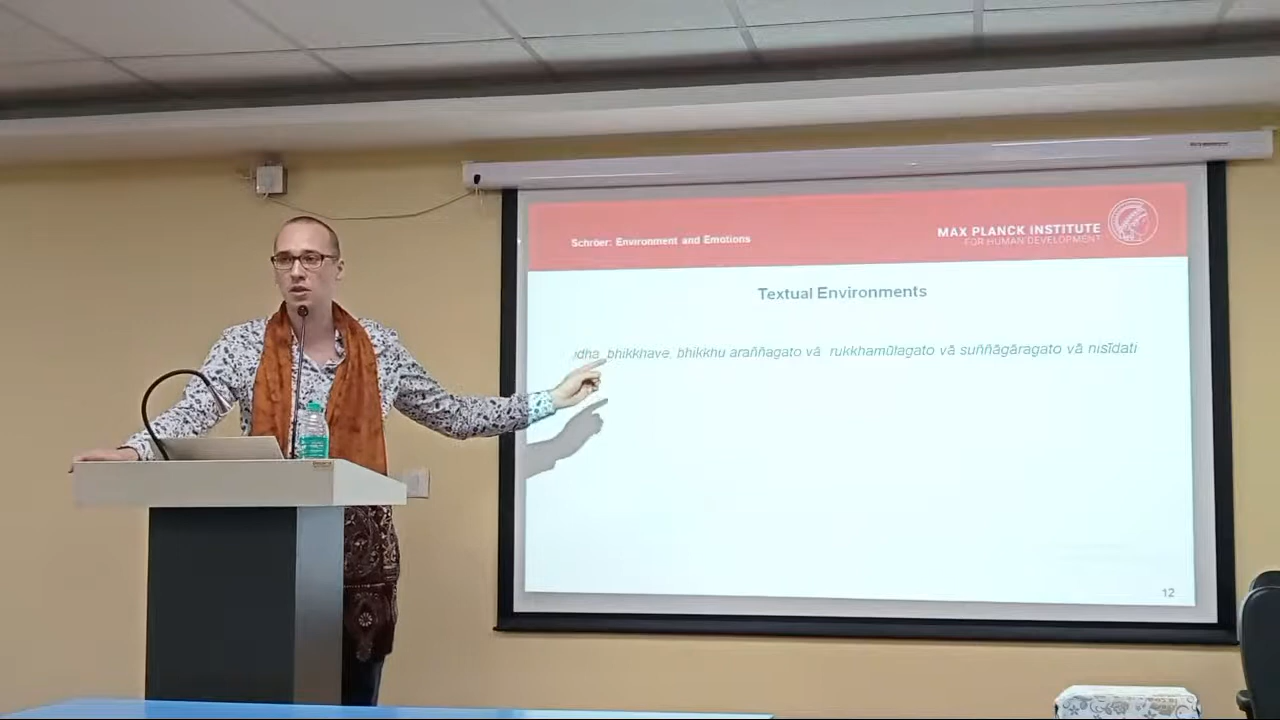 Schröer: Environment and Emotions
MAX PLANCK INSTITUTE
FOR HUMAN DEVELOPMENT
Textual Environments
idha bhikkhave, bhikkhu araññagato vā rukkhamūlagato vā suññāgāragato vā nisīdati
12